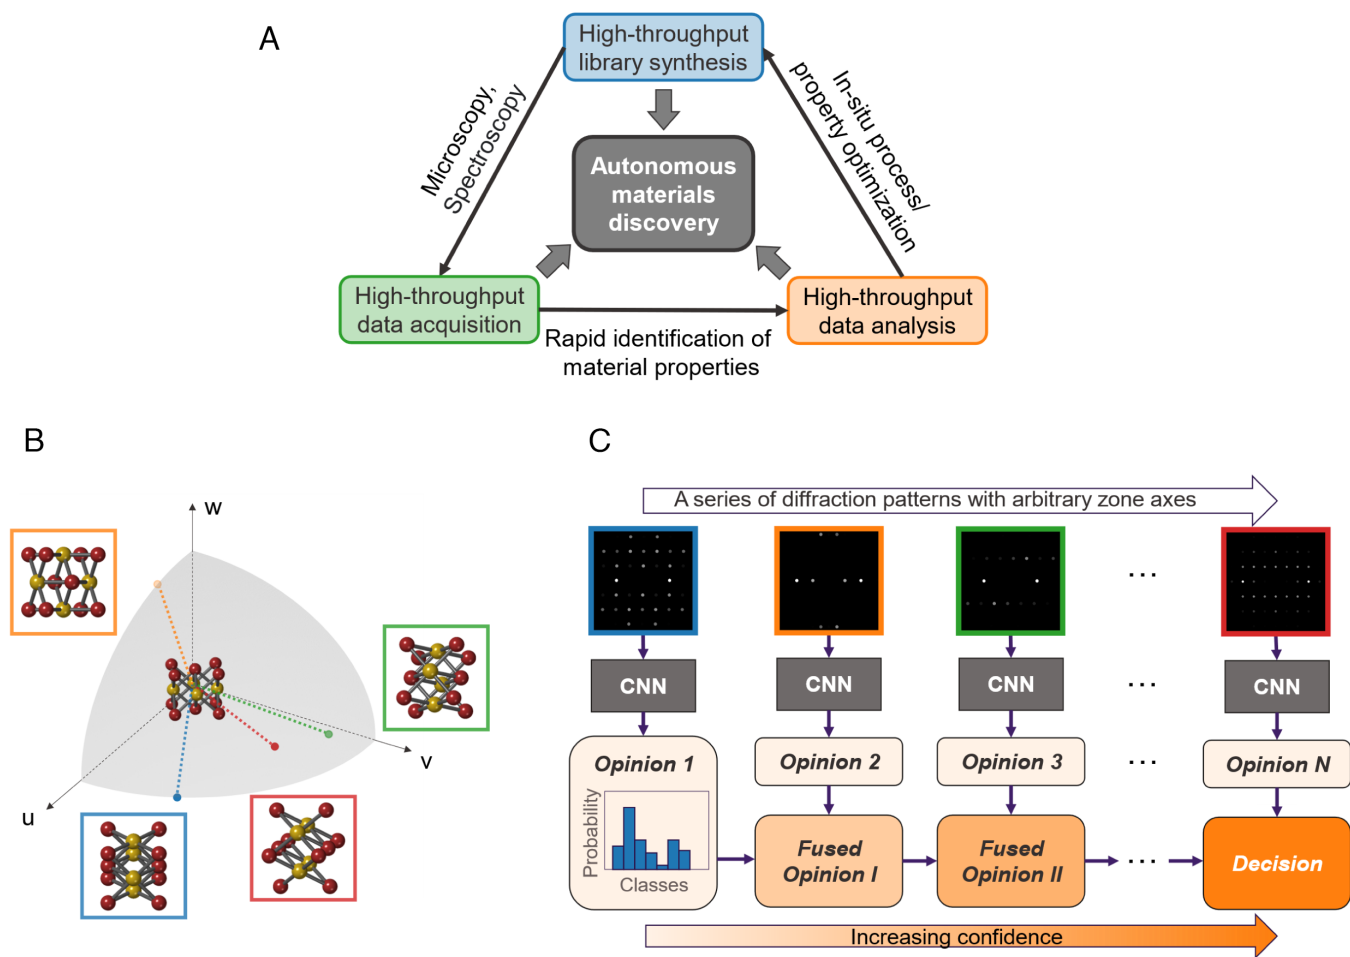 A
High-throughput
library synthesis
Microscopy,
Spectroscopy
In-situ process/
property optimization
Autonomous
materials
discovery
High-throughput
data acquisition
High-throughput
data analysis
Rapid identification of
material properties
B
w
v
u
C
A series of diffraction patterns with arbitrary zone axes
...
CNN
CNN
CNN
...
CNN
Opinion 1
Opinion 2
Opinion 3
...
Opinion N
Probability
Classes
Fused
Opinion I
Fused
Opinion II
...
Decision
Increasing confidence